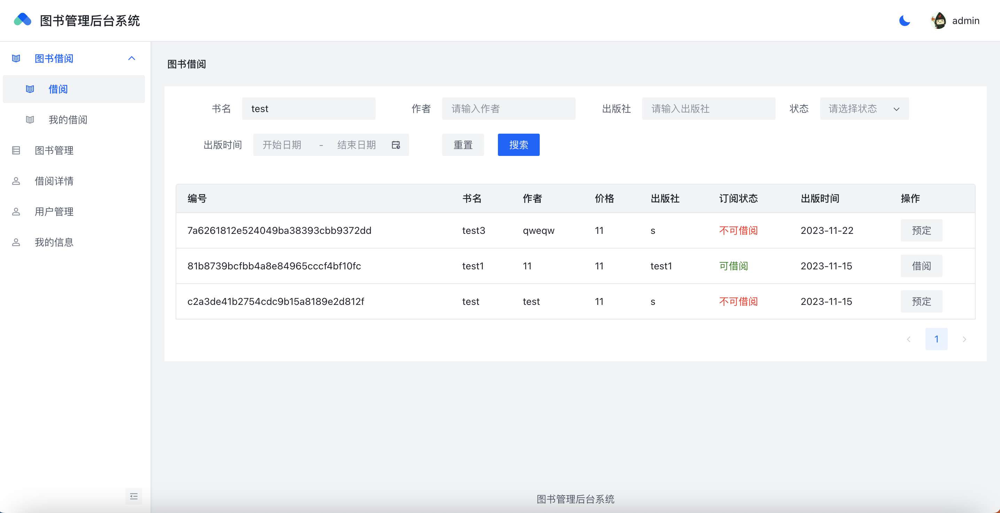 图书管理后台系统
admin
图书借阅
借阅
我的借阅
图书管理
借阅详情
用户管理
我的信息
图书借阅
书名 test 作者 请输入作者 出版社 请输入出版社 状态 请选择状态
出版时间 开始日期 - 结束日期 重置 搜索
编号 书名 作者 价格 出版社 订阅状态 出版时间 操作
7a6261812e524049ba38393cbb9372dd test3 qweqw 11 s 不可借阅 2023-11-22 预定
81b8739bcfbb4a8e84965cccf4bf10fc test1 11 11 test1 可借阅 2023-11-15 借阅
c2a3de41b2754cdc9b15a8189e2d812f test test 11 s 不可借阅 2023-11-15 预定
1
图书管理后台系统